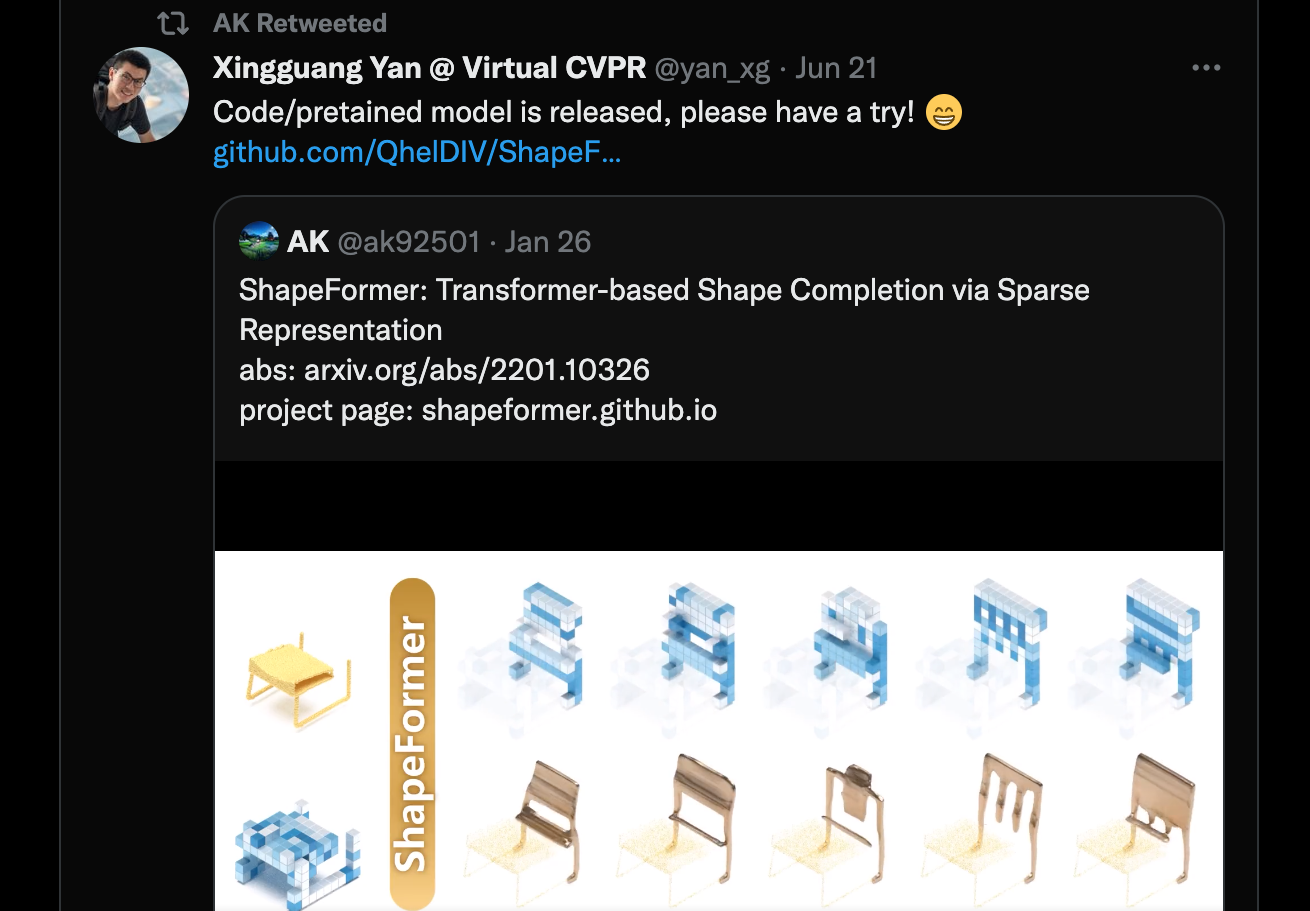 AK Retweeted
Xingguang Yan @ Virtual CVPR @yan_xg · Jun 21
Code/pretained model is released, please have a try! 😁
github.com/QhelDIV/ShapeF…
AK @ak92501 · Jan 26
ShapeFormer: Transformer-based Shape Completion via Sparse
Representation
abs: arxiv.org/abs/2201.10326
project page: shapeformer.github.io
ShapeFormer